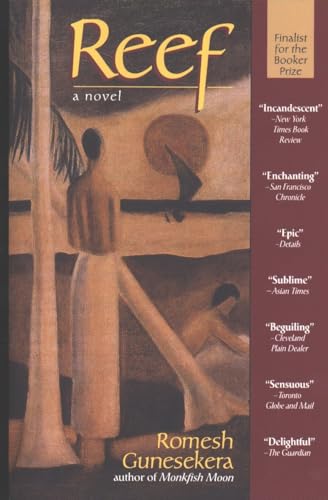 Reef
a novel
Finalist
for the
Booker
Prize
“Incandescent”
–New York
Times Book
Review
“Enchanting”
–San Francisco
Chronicle
“Epic”
–Details
“Sublime”
–Asian Times
“Beguiling”
–Cleveland
Plain Dealer
“Sensuous”
–Toronto
Globe and Mail
“Delightful”
–The Guardian
Romesh
Gunesekera
author of Monkfish Moon